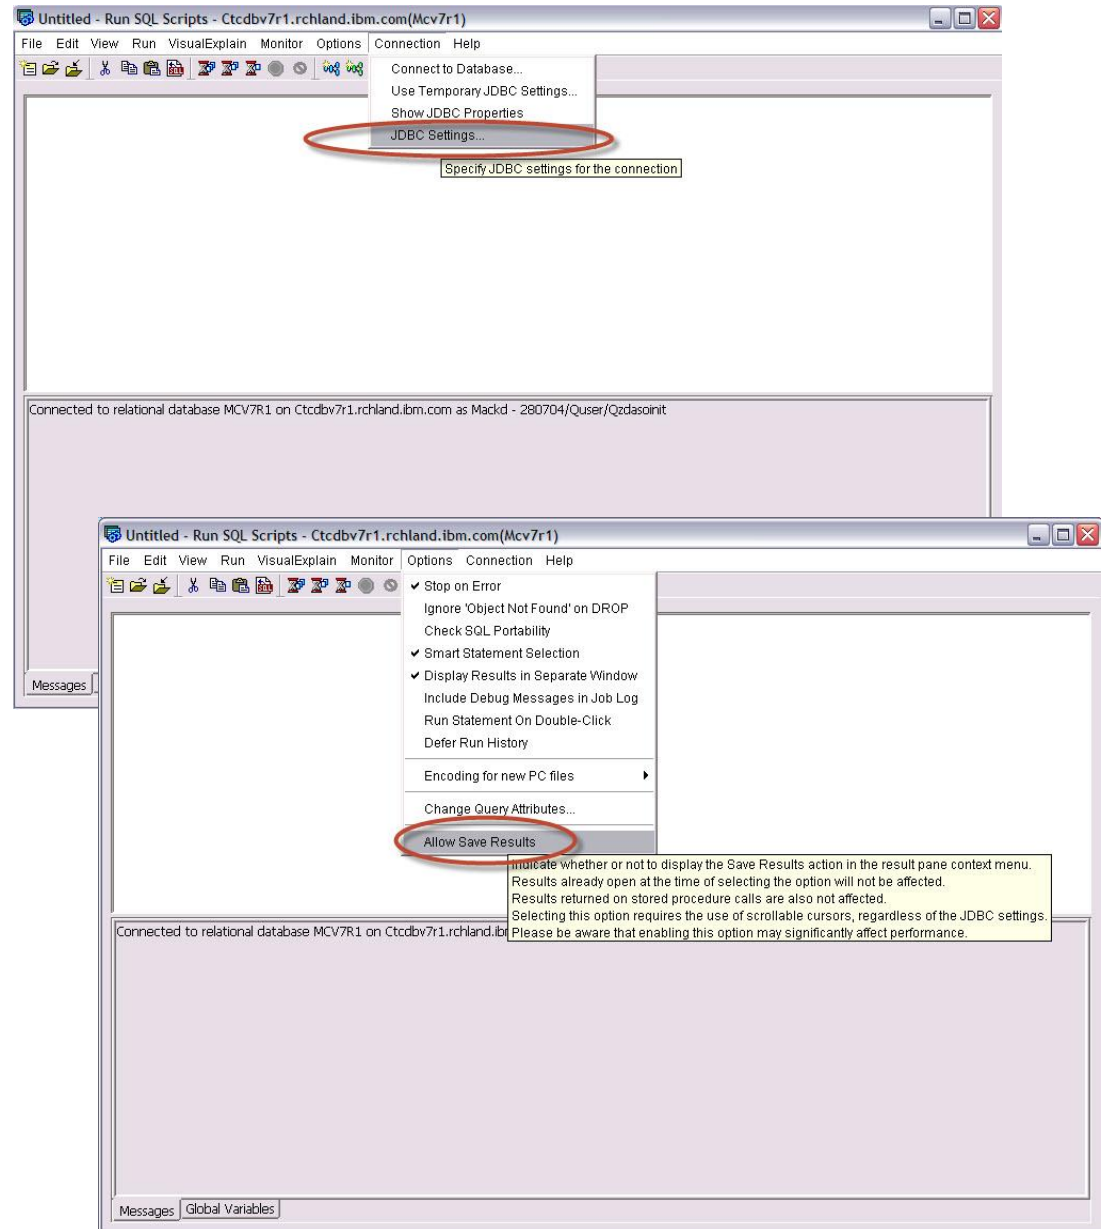 Untitled - Run SQL Scripts - Ctcdbv7r1.rchland.ibm.com(Mcv7r1)
File Edit View Run VisualExplain Monitor Options Connection Help
Connect to Database...
Use Temporary JDBC Settings...
Show JDBC Properties
JDBC Settings...
Specify JDBC settings for the connection
Connected to relational database MCV7R1 on Ctcdbv7r1.rchland.ibm.com as Mackd - 280704/Quser/Qzdasoinit
Messages
Untitled - Run SQL Scripts - Ctcdbv7r1.rchland.ibm.com(Mcv7r1)
File Edit View Run VisualExplain Monitor Options Connection Help
Stop on Error
Ignore 'Object Not Found' on DROP
Check SQL Portability
Smart Statement Selection
Display Results in Separate Window
Include Debug Messages in Job Log
Run Statement On Double-Click
Defer Run History
Encoding for new PC files
Change Query Attributes...
Allow Save Results
Indicate whether or not to display the Save Results action in the result pane context menu.
Results already open at the time of selecting the option will not be affected.
Results returned on stored procedure calls are also not affected.
Selecting this option requires the use of scrollable cursors, regardless of the JDBC settings.
Please be aware that enabling this option may significantly affect performance.
Connected to relational database MCV7R1 on Ctcdbv7r1.rchland.ib
Messages Global Variables